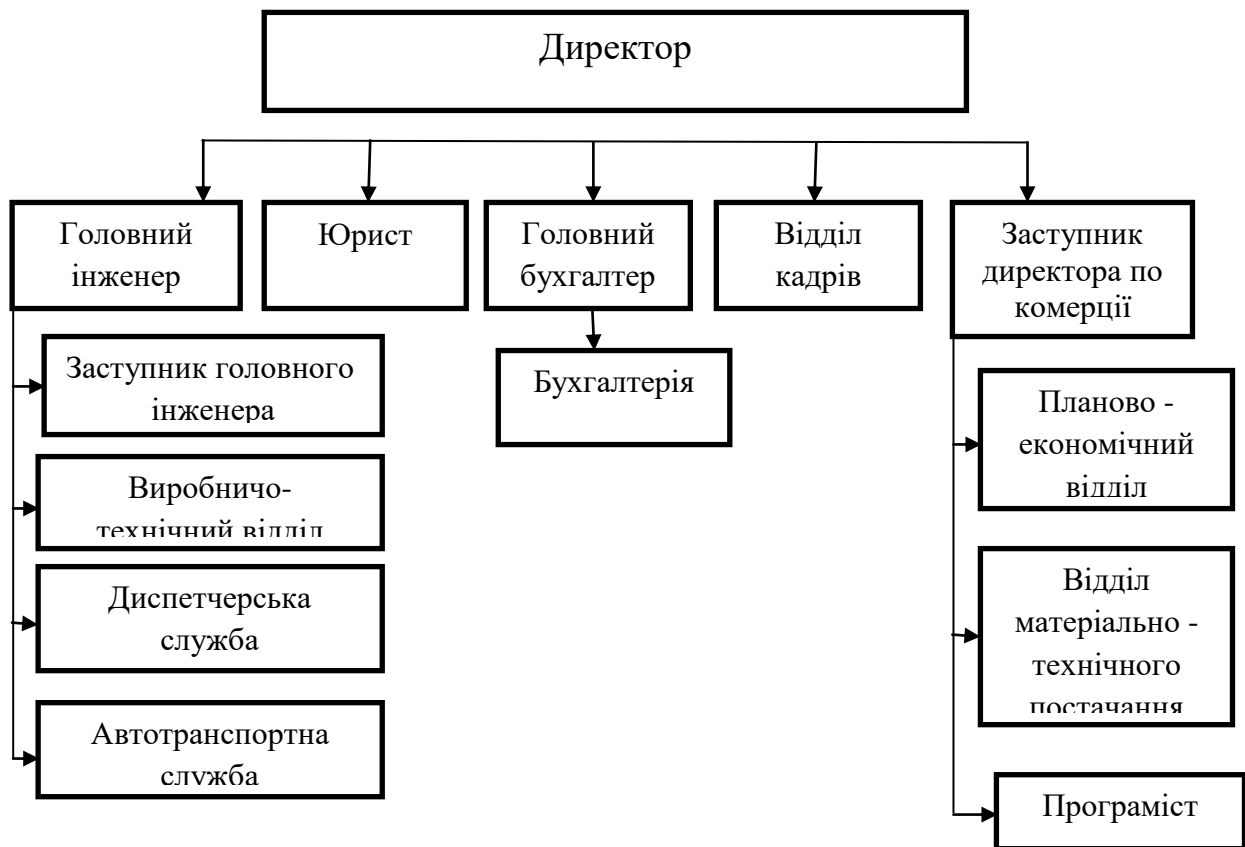 Директор
Головний
інженер
Юрист
Головний
бухгалтер
Відділ
кадрів
Заступник
директора по
комерції
Заступник головного
інженера
Бухгалтерія
Планово -
економічний
відділ
Виробничо-
технічний відділ
Відділ
матеріально -
технічного
постачання
Диспетчерська
служба
Автотранспортна
служба
Програміст